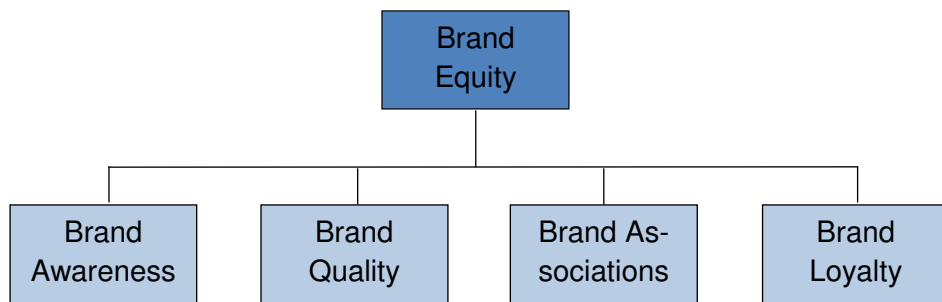 Brand
Equity
Brand
Awareness
Brand
Quality
Brand As-
sociations
Brand
Loyalty